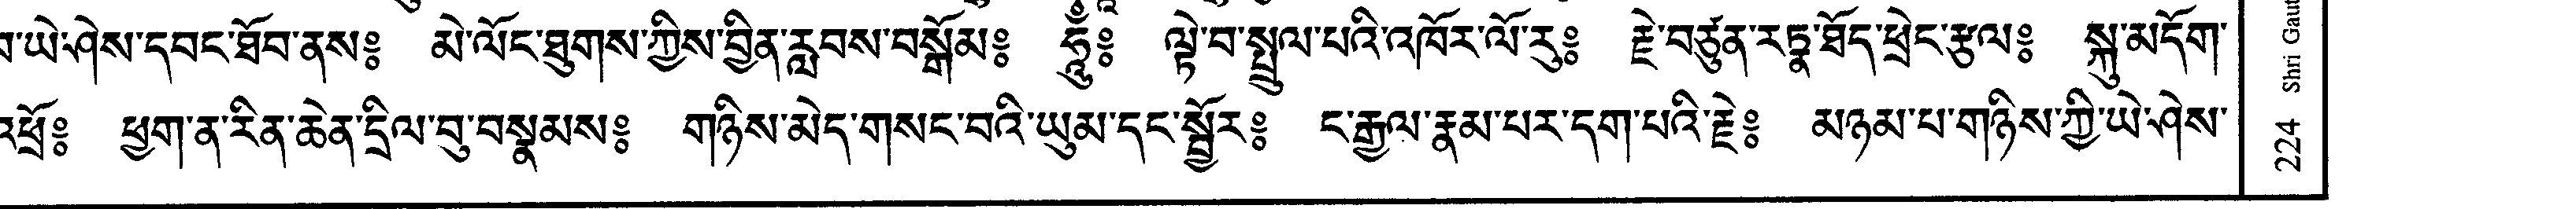 ཡེ་ཤེས་དབང་ཐོབ་ནས༔ མེ་ལོང་ཐུགས་ཀྱིས་བྱིན་རླབས་བསྒོམ༔ ཧཱུྃ༔ ལྟེ་བ་སྤྲུལ་པའི་འཁོར་ལོ་རུ༔ རྗེ་བཙུན་རཏྣ་ཐོད་ཕྲེང་རྩལ༔ སྐུ་མདོག་
འཕྲོ༔ ཕྱག་ན་རིན་ཆེན་དྲིལ་བུ་བསྣམས༔ གཉིས་མེད་གསང་བའི་ཡུམ་དང་སྦྱོར༔ ང་རྒྱལ་རྣམ་པར་དག་པའི་རྗེ༔ མཉམ་པ་གཉིས་ཀྱི་ཡེ་ཤེས་
224 Shri Gaut